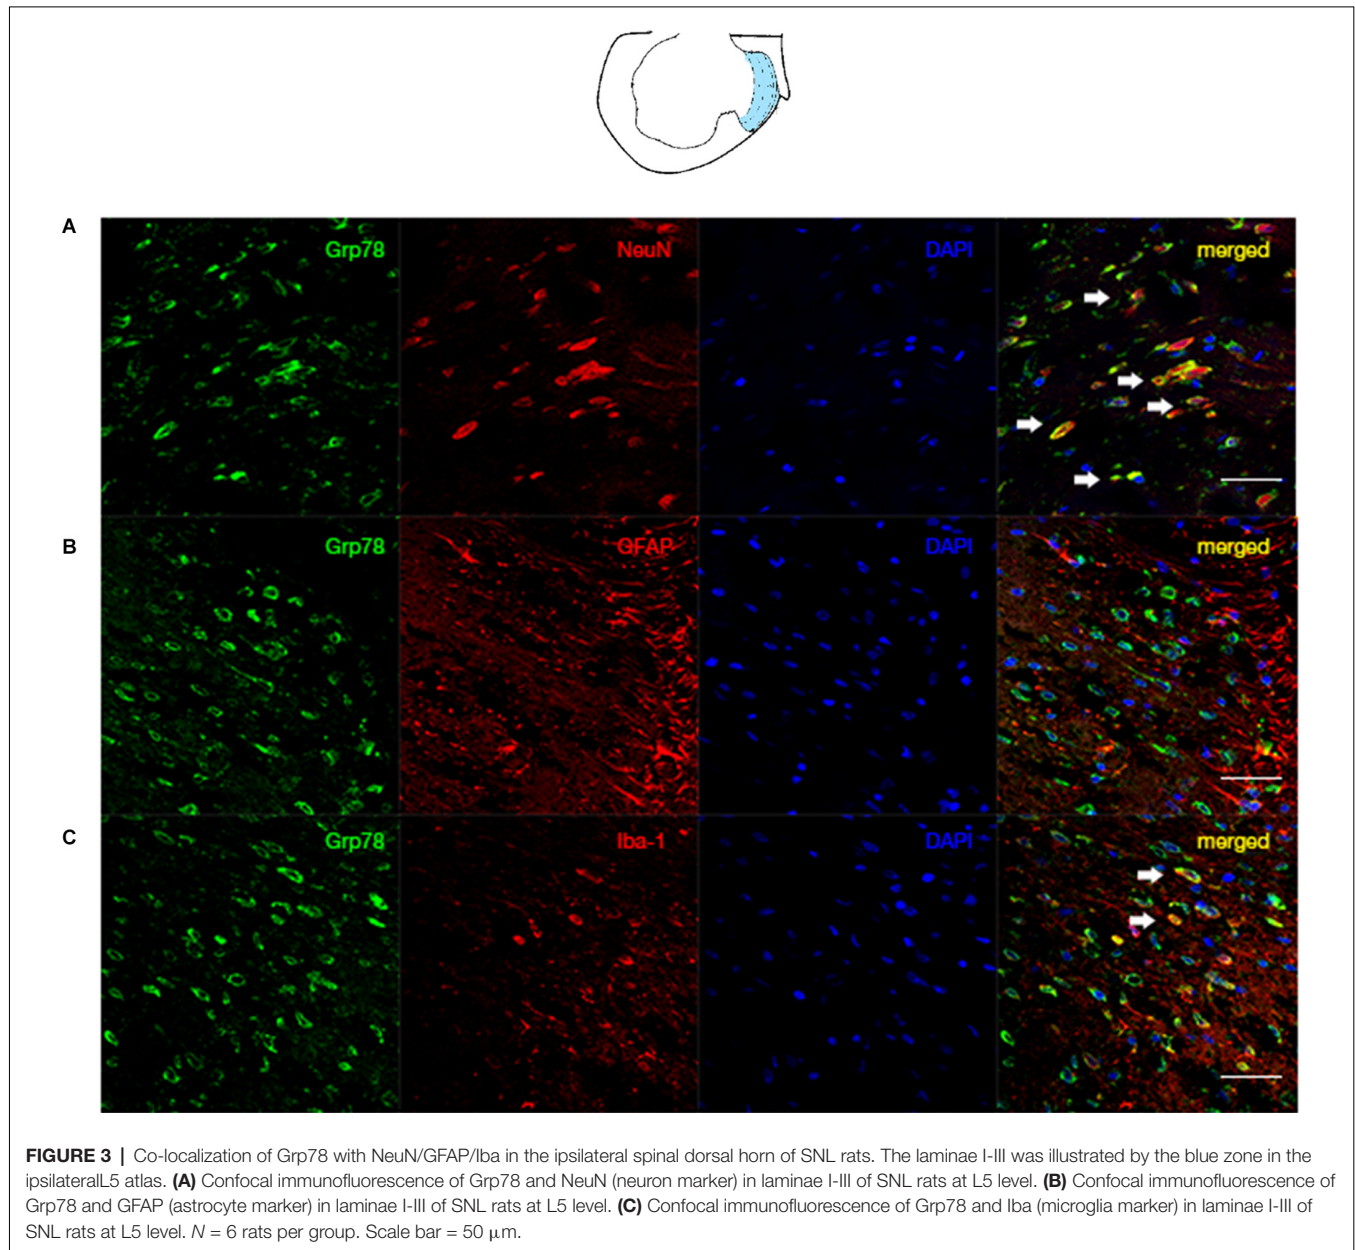 A
Grp78
NeuN
DAPI
merged
B
Grp78
GFAP
DAPI
merged
C
Grp78
Iba-1
DAPI
merged
FIGURE 3 | Co-localization of Grp78 with NeuN/GFAP/Iba in the ipsilateral spinal dorsal horn of SNL rats. The laminae I-III was illustrated by the blue zone in the
ipsilateralL5 atlas. (A) Confocal immunofluorescence of Grp78 and NeuN (neuron marker) in laminae I-III of SNL rats at L5 level. (B) Confocal immunofluorescence of
Grp78 and GFAP (astrocyte marker) in laminae I-III of SNL rats at L5 level. (C) Confocal immunofluorescence of Grp78 and Iba (microglia marker) in laminae I-III of
SNL rats at L5 level. N = 6 rats per group. Scale bar = 50 μm.